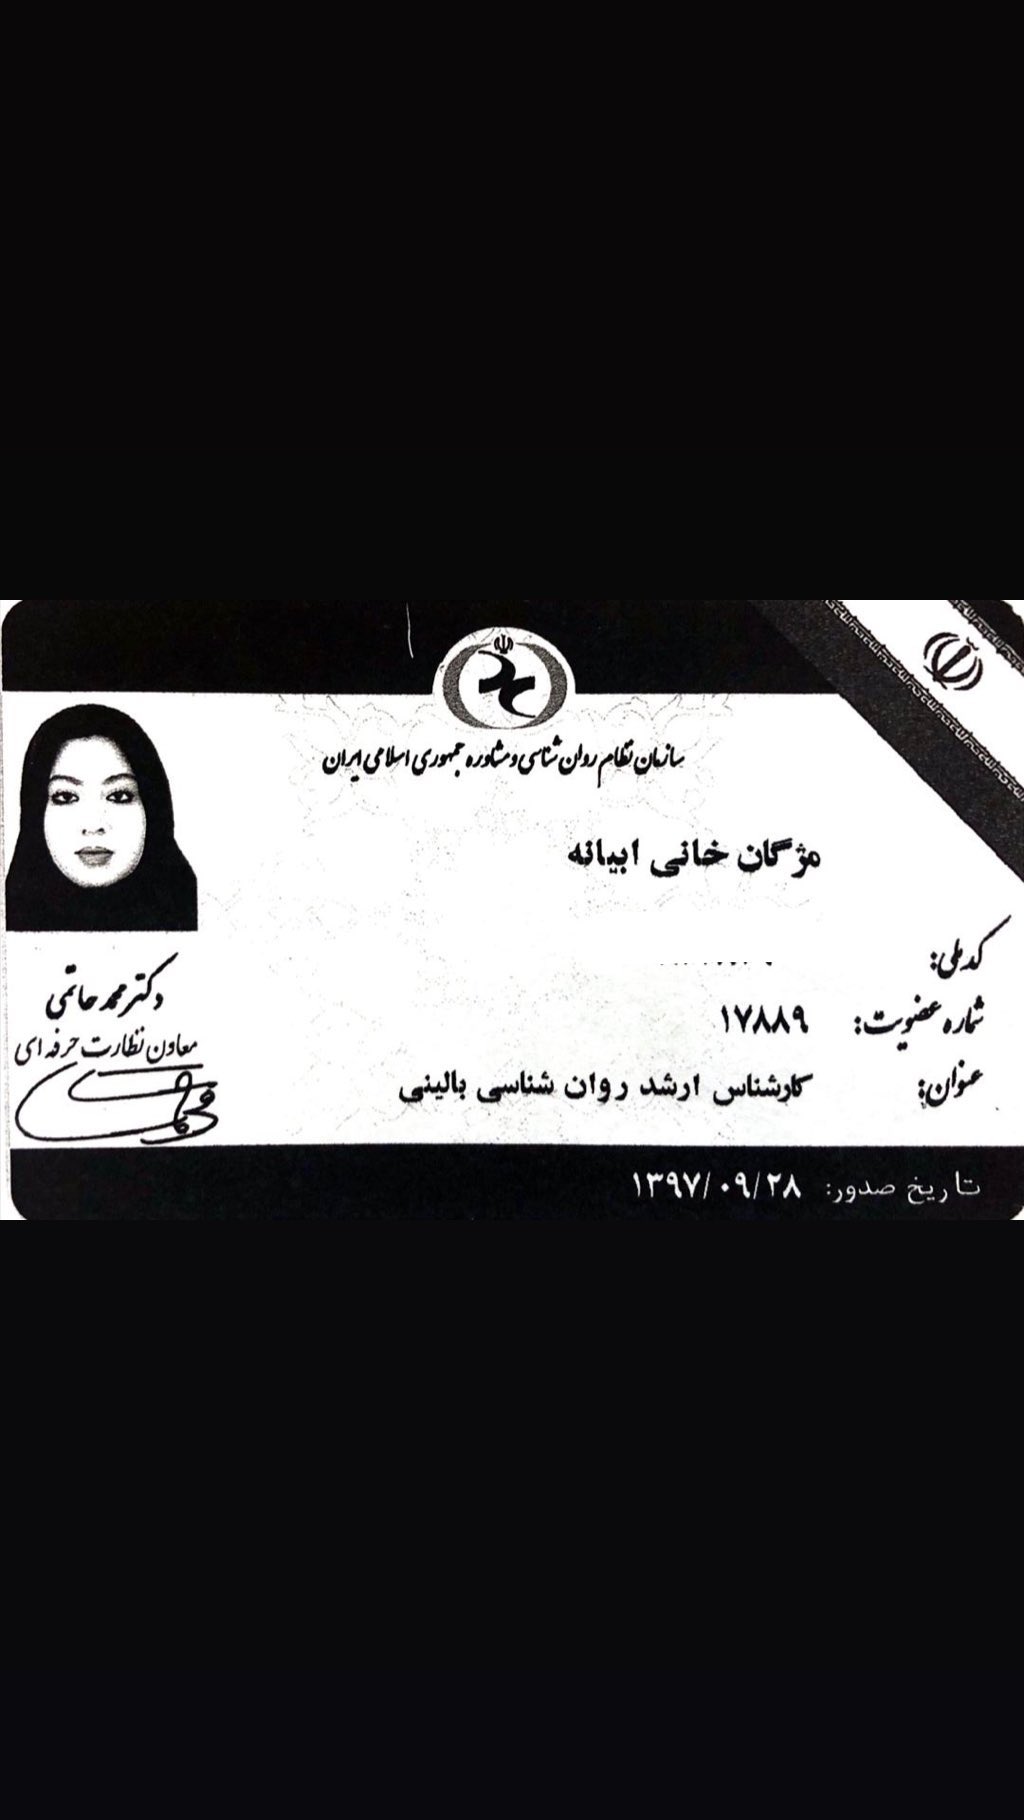 سازمان نظام روان شناسی و مشاوره جمهوری اسلامی ایران
مژگان خانی ابیانه
کد ملی:
شماره عضویت: ۱۷۸۸۹
عنوان: کارشناس ارشد روان شناسی بالینی
دکتر محمد حاتمی
معاون نظارت حرفه ای
تاریخ صدور: ۱۳۹۷/۰۹/۲۸